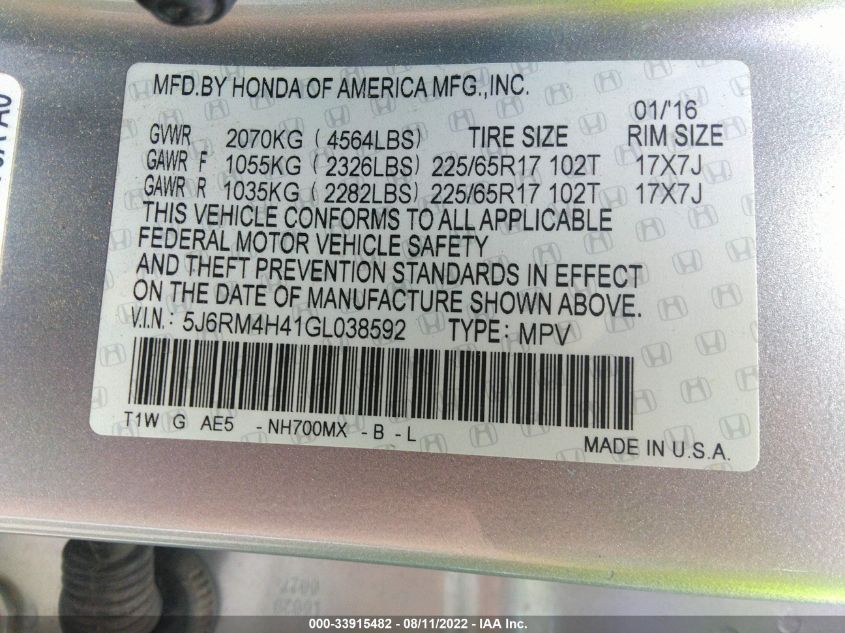 MFD.BY HONDA OF AMERICA MFG.,INC.
01/'16
GVWR 2070KG (4564LBS) TIRE SIZE RIM SIZE
GAWR F 1055KG (2326LBS) 225/65R17 102T 17X7J
GAWR R 1035KG (2282LBS) 225/65R17 102T 17X7J
THIS VEHICLE CONFORMS TO ALL APPLICABLE
FEDERAL MOTOR VEHICLE SAFETY
AND THEFT PREVENTION STANDARDS IN EFFECT
ON THE DATE OF MANUFACTURE SHOWN ABOVE.
V.I.N.: 5J6RM4H41GL038592 TYPE: MPV
T1W G AE5 -NH700MX -B -L
MADE IN U.S.A.
000-33915482 - 08/11/2022 - IAA Inc.